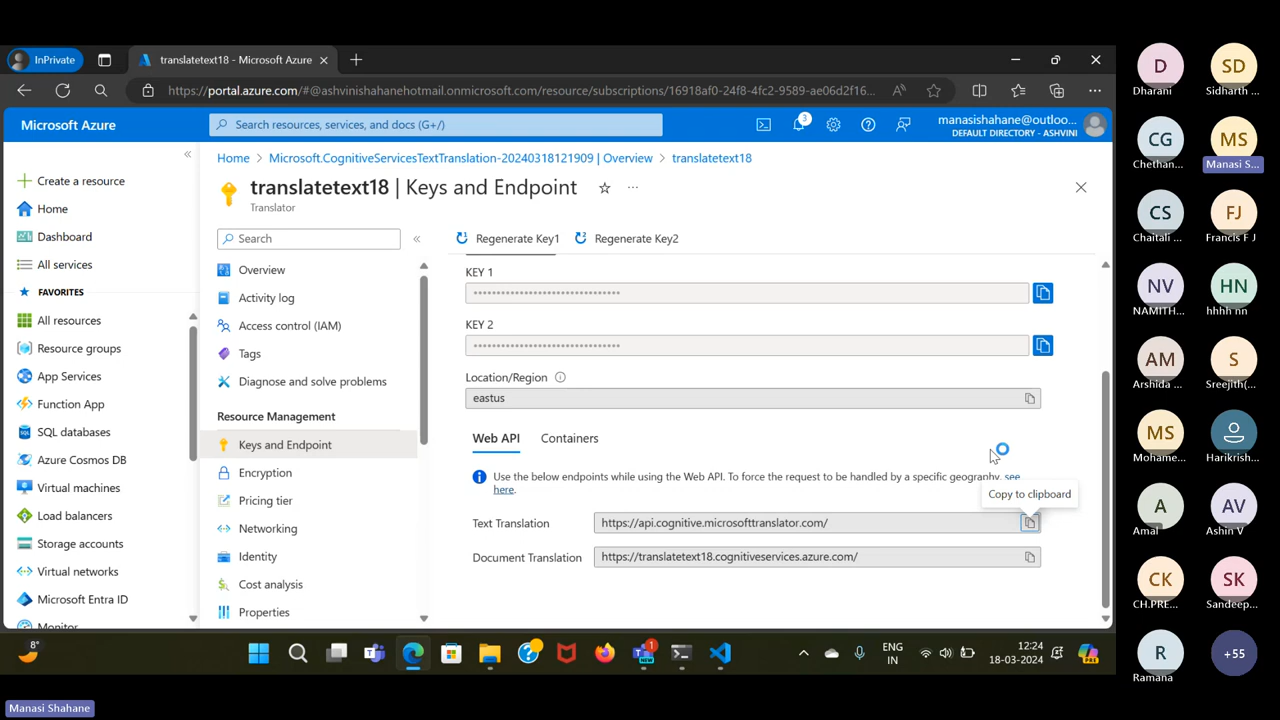 InPrivate
translatetext18 - Microsoft Azure
https://portal.azure.com/#@ashvinishahanehotmail.onmicrosoft.com/resource/subscriptions/16918af0-24f8-4fc2-9589-ae06d2f16...
Microsoft Azure
Search resources, services, and docs (G+/)
3
manasishahane@outloo...
DEFAULT DIRECTORY - ASHVINI
Create a resource
Home
Dashboard
All services
FAVORITES
All resources
Resource groups
App Services
Function App
SQL databases
Azure Cosmos DB
Virtual machines
Load balancers
Storage accounts
Virtual networks
Microsoft Entra ID
Monitor
Home > Microsoft.CognitiveServicesTextTranslation-20240318121909 | Overview > translatetext18
translatetext18 | Keys and Endpoint
Translator
Search
Overview
Activity log
Access control (IAM)
Tags
Diagnose and solve problems
Resource Management
Keys and Endpoint
Encryption
Pricing tier
Networking
Identity
Cost analysis
Properties
Regenerate Key1
Regenerate Key2
KEY 1
KEY 2
Location/Region
eastus
Web API
Containers
Use the below endpoints while using the Web API. To force the request to be handled by a specific geography, see
here.
Copy to clipboard
Text Translation
https://api.cognitive.microsofttranslator.com/
Document Translation
https://translatetext18.cognitiveservices.azure.com/
8°
1
NEW
ENG
IN
12:24
18-03-2024
PRE
Manasi Shahane
D
Dharani
SD
Sidharth ...
CG
Chethan...
MS
Manasi S...
CS
Chaitali ...
FJ
Francis F J
NV
NAMITH...
HN
hhhh nn
AM
Arshida ...
S
Sreejith(...
MS
Mohame...
Harikrish...
A
Amal
AV
Ashin V
CK
CH.PRE...
SK
Sandeep...
R
Ramana
+55